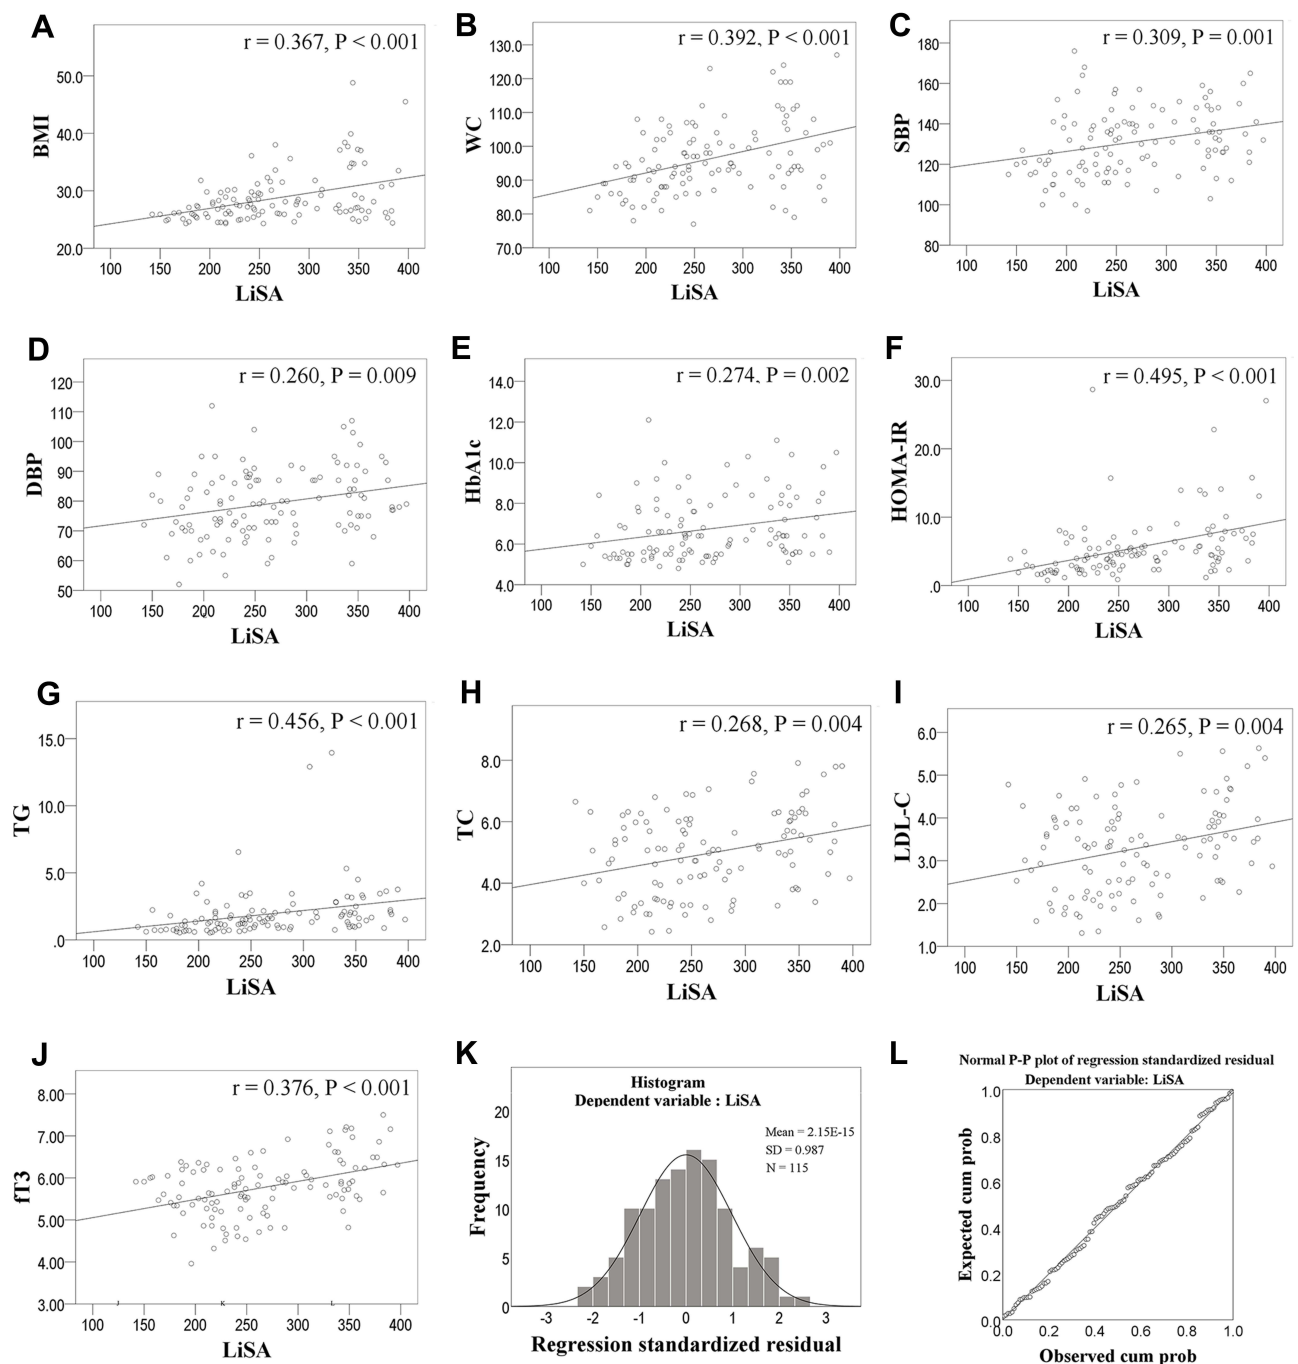 A
r = 0.367, P < 0.001
BMI
50.0
40.0
30.0
20.0
100 150 200 250 300 350 400
LiSA
B
r = 0.392, P < 0.001
WC
130.0
120.0
110.0
100.0
90.0
80.0
70.0
100 150 200 250 300 350 400
LiSA
C
r = 0.309, P = 0.001
SBP
180
160
140
120
100
80
100 150 200 250 300 350 400
LiSA
D
r = 0.260, P = 0.009
DBP
120
110
100
90
80
70
60
50
100 150 200 250 300 350 400
LiSA
E
r = 0.274, P = 0.002
HbA1c
14.0
12.0
10.0
8.0
6.0
4.0
100 150 200 250 300 350 400
LiSA
F
r = 0.495, P < 0.001
HOMA-IR
30.0
20.0
10.0
.0
100 150 200 250 300 350 400
LiSA
G
r = 0.456, P < 0.001
TG
15.0
10.0
5.0
.0
100 150 200 250 300 350 400
LiSA
H
r = 0.268, P = 0.004
TC
8.0
6.0
4.0
2.0
100 150 200 250 300 350 400
LiSA
I
r = 0.265, P = 0.004
LDL-C
6.0
5.0
4.0
3.0
2.0
1.0
100 150 200 250 300 350 400
LiSA
J
r = 0.376, P < 0.001
fT3
8.00
7.00
6.00
5.00
4.00
3.00
J K L
100 150 200 250 300 350 400
LiSA
K
Histogram
Dependent variable : LiSA
Mean = 2.15E-15
SD = 0.987
N = 115
Frequency
20
15
10
5
0
-3 -2 -1 0 1 2 3
Regression standardized residual
L
Normal P-P plot of regression standardized residual
Dependent variable: LiSA
Expected cum prob
1.0
0.8
0.6
0.4
0.2
0.0
0.0 0.2 0.4 0.6 0.8 1.0
Observed cum prob